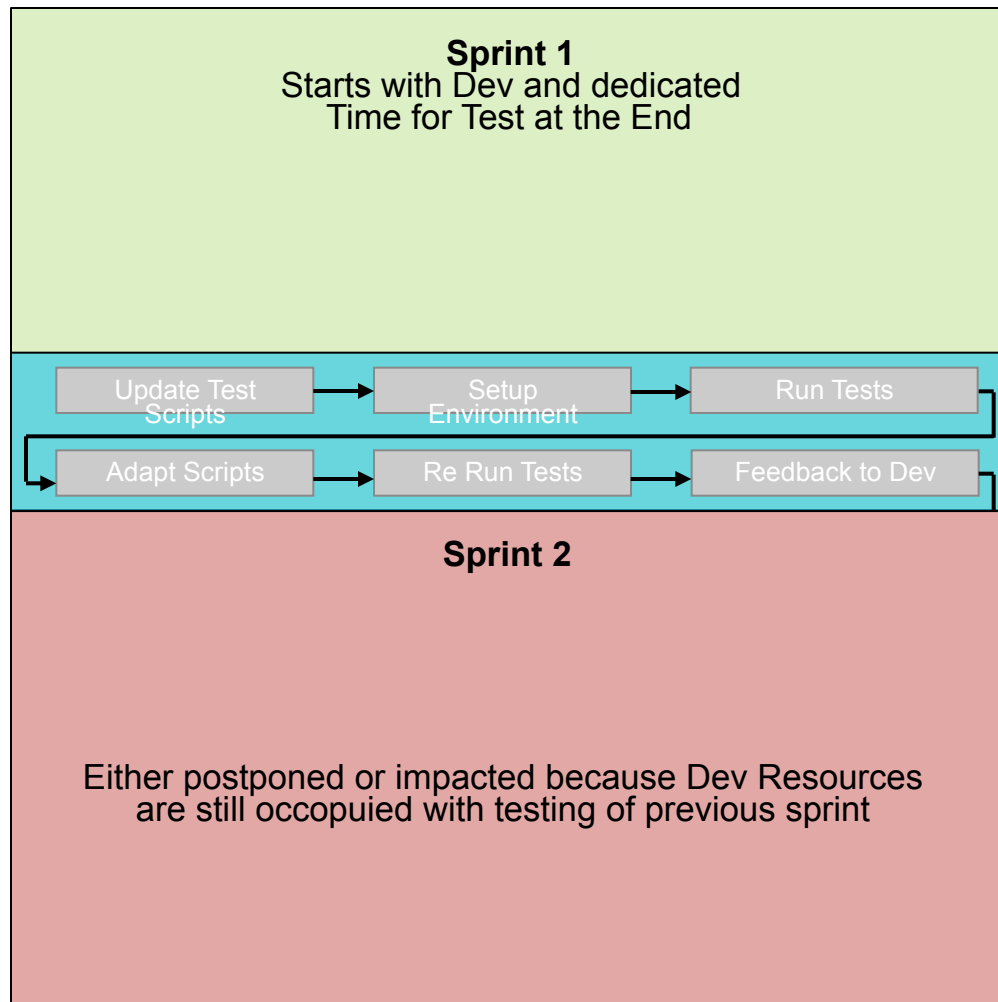 Sprint 1
Starts with Dev and dedicated
Time for Test at the End
Update Test
Scripts
Setup
Environment
Run Tests
Adapt Scripts
Re Run Tests
Feedback to Dev
Sprint 2
Either postponed or impacted because Dev Resources
are still occopuied with testing of previous sprint